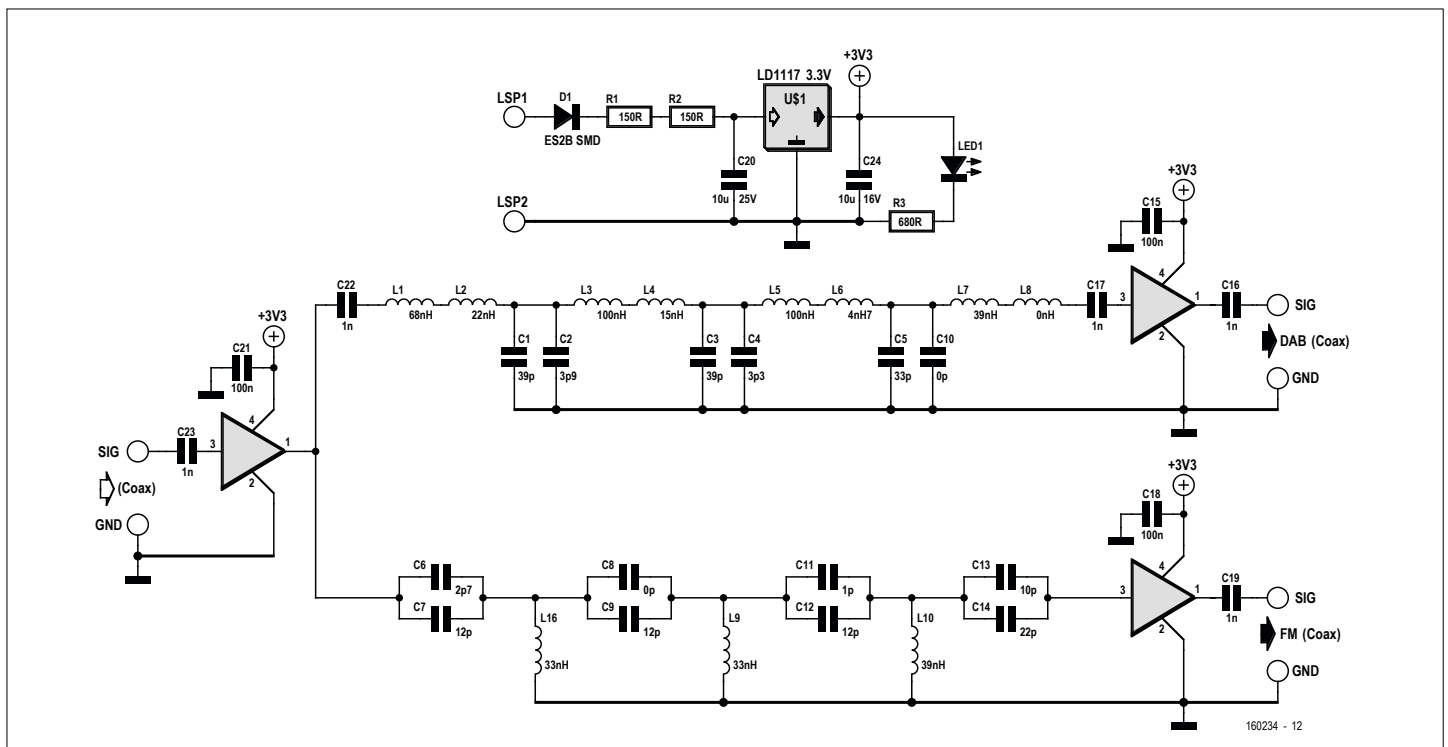 +3V3
LD1117 3.3V
LSP1
D1
R1
R2
U$1
150R
150R
ES2B SMD
LED1
C20
C24
10u 25V
10u 16V
LSP2
R3
680R
+3V3
C15
100n
C22
L1
L2
L3
L4
L5
L6
L7
L8
C17
4
C16
3
1
SIG
1n
68nH
22nH
100nH
15nH
100nH
4nH7
39nH
0nH
1n
2
1n
DAB (Coax)
+3V3
C21
100n
C1
C2
C3
C4
C5
C10
39p
3p9
39p
3p3
33p
0p
GND
4
C23
SIG
3
1
1n
2
(Coax)
GND
+3V3
C18
100n
C6
2p7
C8
0p
C11
1p
C13
10p
4
C19
3
1
SIG
C7
12p
C9
12p
C12
12p
C14
22p
1n
2
FM (Coax)
L16
L9
L10
33nH
33nH
39nH
GND
160234 - 12